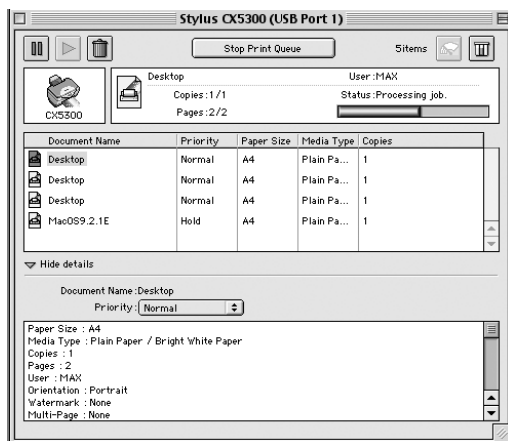 Stylus CX5300 (USB Port 1)
Stop Print Queue
5items
CX5300
Desktop
User :MAX
Copies:1/1
Status :Processing job.
Pages:2/2
Document Name Priority Paper Size Media Type Copies
Desktop Normal A4 Plain Pa... 1
Desktop Normal A4 Plain Pa... 1
Desktop Normal A4 Plain Pa... 1
MacOS9.2.1E Hold A4 Plain Pa... 1
Hide details
Document Name :Desktop
Priority: Normal
Paper Size : A4
Media Type : Plain Paper / Bright White Paper
Copies : 1
Pages : 2
User : MAX
Orientation : Portrait
Watermark : None
Multi-Page : None